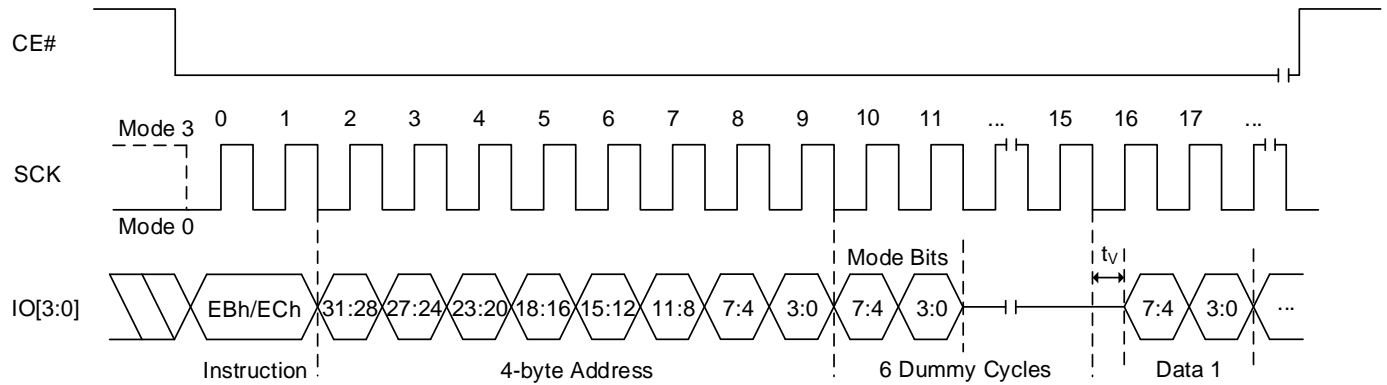 CE#
Mode 3
0 1 2 3 4 5 6 7 8 9 10 11 ... 15 16 17 ...
SCK
Mode 0
Mode Bits
tV
IO[3:0]
EBh/ECh 31:28 27:24 23:20 18:16 15:12 11:8 7:4 3:0 7:4 3:0 7:4 3:0 ...
Instruction 4-byte Address 6 Dummy Cycles Data 1